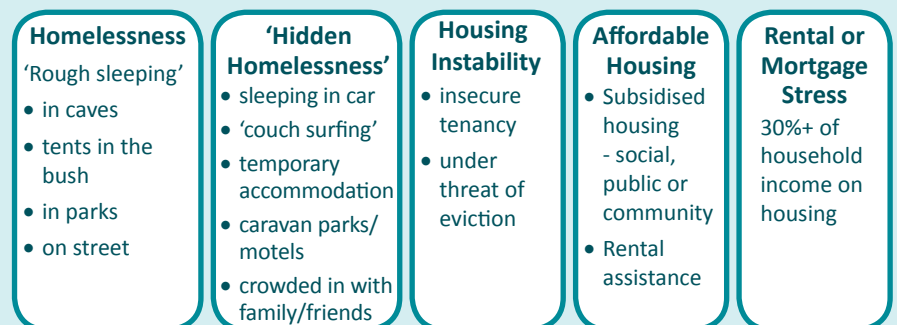 Homelessness
'Rough sleeping'
• in caves
• tents in the
bush
• in parks
• on street
'Hidden
Homelessness'
• sleeping in car
• 'couch surfing'
• temporary
accommodation
• caravan parks/
motels
• crowded in with
family/friends
Housing
Instability
• insecure
tenancy
• under
threat of
eviction
Affordable
Housing
• Subsidised
housing
- social,
public or
community
• Rental
assistance
Rental or
Mortgage
Stress
30%+ of
household
income on
housing